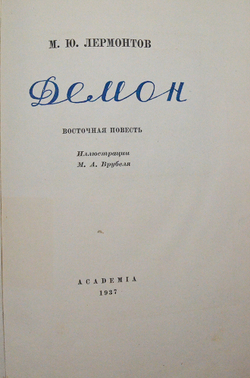 М. Ю. ЛЕРМОНТОВ
Демон
ВОСТОЧНАЯ ПОВЕСТЬ
Иллюстрации
М. А. Врубеля
ACADEMIA
1937